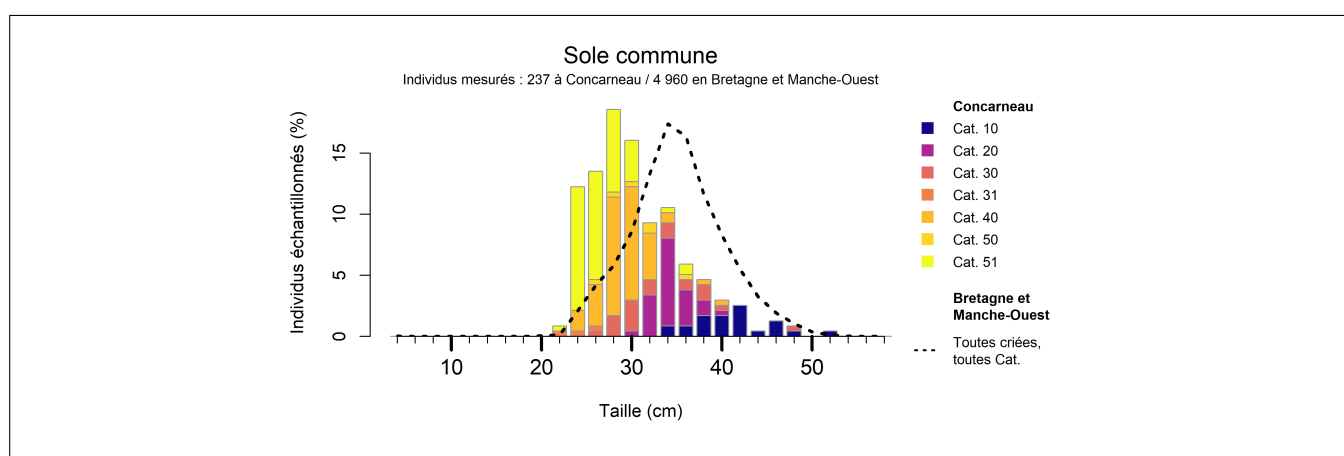 Sole commune
Individus mesurés : 237 à Concarneau / 4 960 en Bretagne et Manche-Ouest
Individus échantillonnés (%)
15
10
5
0
10 20 30 40 50
Taille (cm)
Concarneau
Cat. 10
Cat. 20
Cat. 30
Cat. 31
Cat. 40
Cat. 50
Cat. 51
Bretagne et
Manche-Ouest
Toutes criées,
toutes Cat.